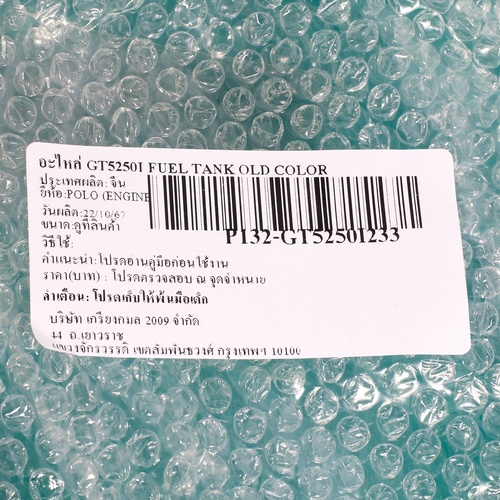 อะไหล่ GT5250I FUEL TANK OLD COLOR
ประเทศผลิต: จีน
ยี่ห้อ:POLO (ENGINE
วันผลิต:22/10/67
ขนาด:ดูที่สินค้า
P132-GT5250I233
วิธีใช้:
คำแนะนำ:โปรดอ่านคู่มือก่อนใช้งาน
ราคา(บาท) : โปรดตรวจสอบ ณ จุดจำหน่าย
คำเตือน: โปรดเก็บให้พ้นมือเด็ก
บริษัท เกรียงกมล 2009 จำกัด
44 ถ.เยาวราช
แขวงจักรวรรดิ เขตสัมพันธวงศ์ กรุงเทพฯ 10100